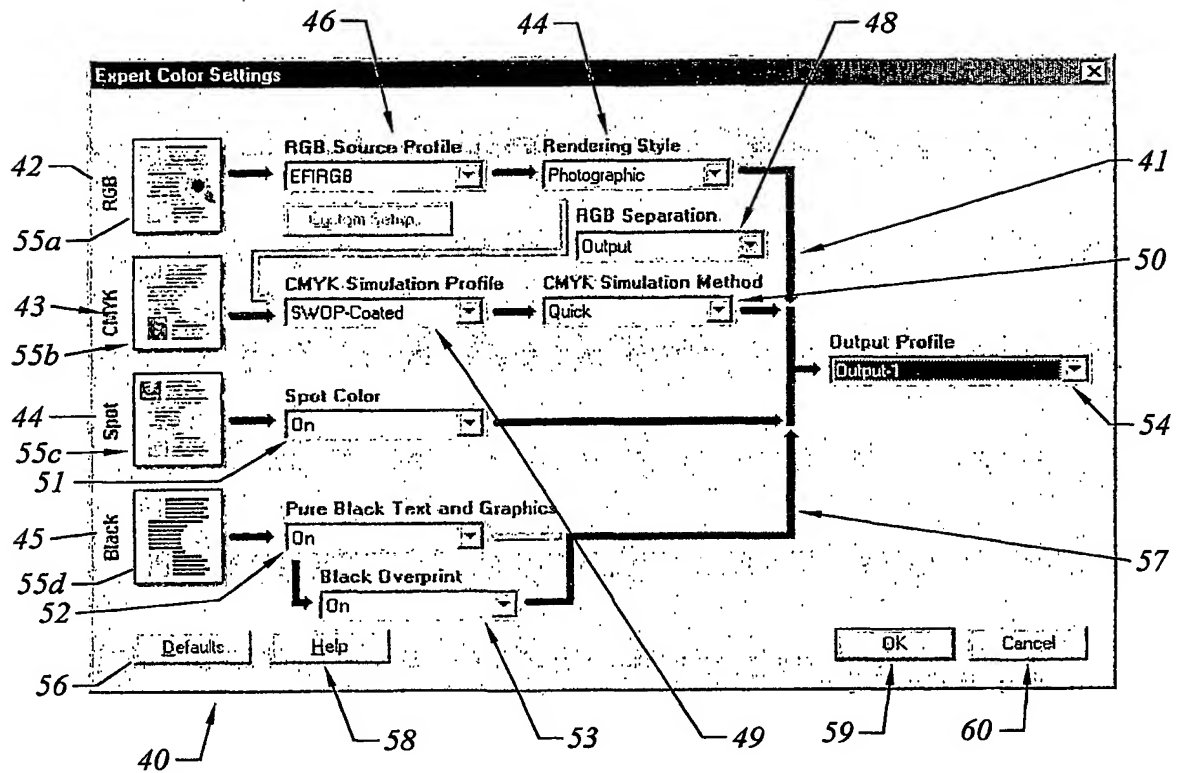 46 44 48
Expert Color Settings
RGB Source Profile Rendering Style
42 RGB EFIRGB Photographic 41
Custom Setup... RGB Separation
55a Output
50
CMYK Simulation Profile CMYK Simulation Method
43 CMYK SWOP-Coated Quick
55b Output Profile
Output-1
Spot Color
44 Spot On 54
55c
51
Pure Black Text and Graphics
45 Black On 57
55d Black Overprint
52 On
Defaults... Help OK Cancel
56
40 58 53 49 59 60